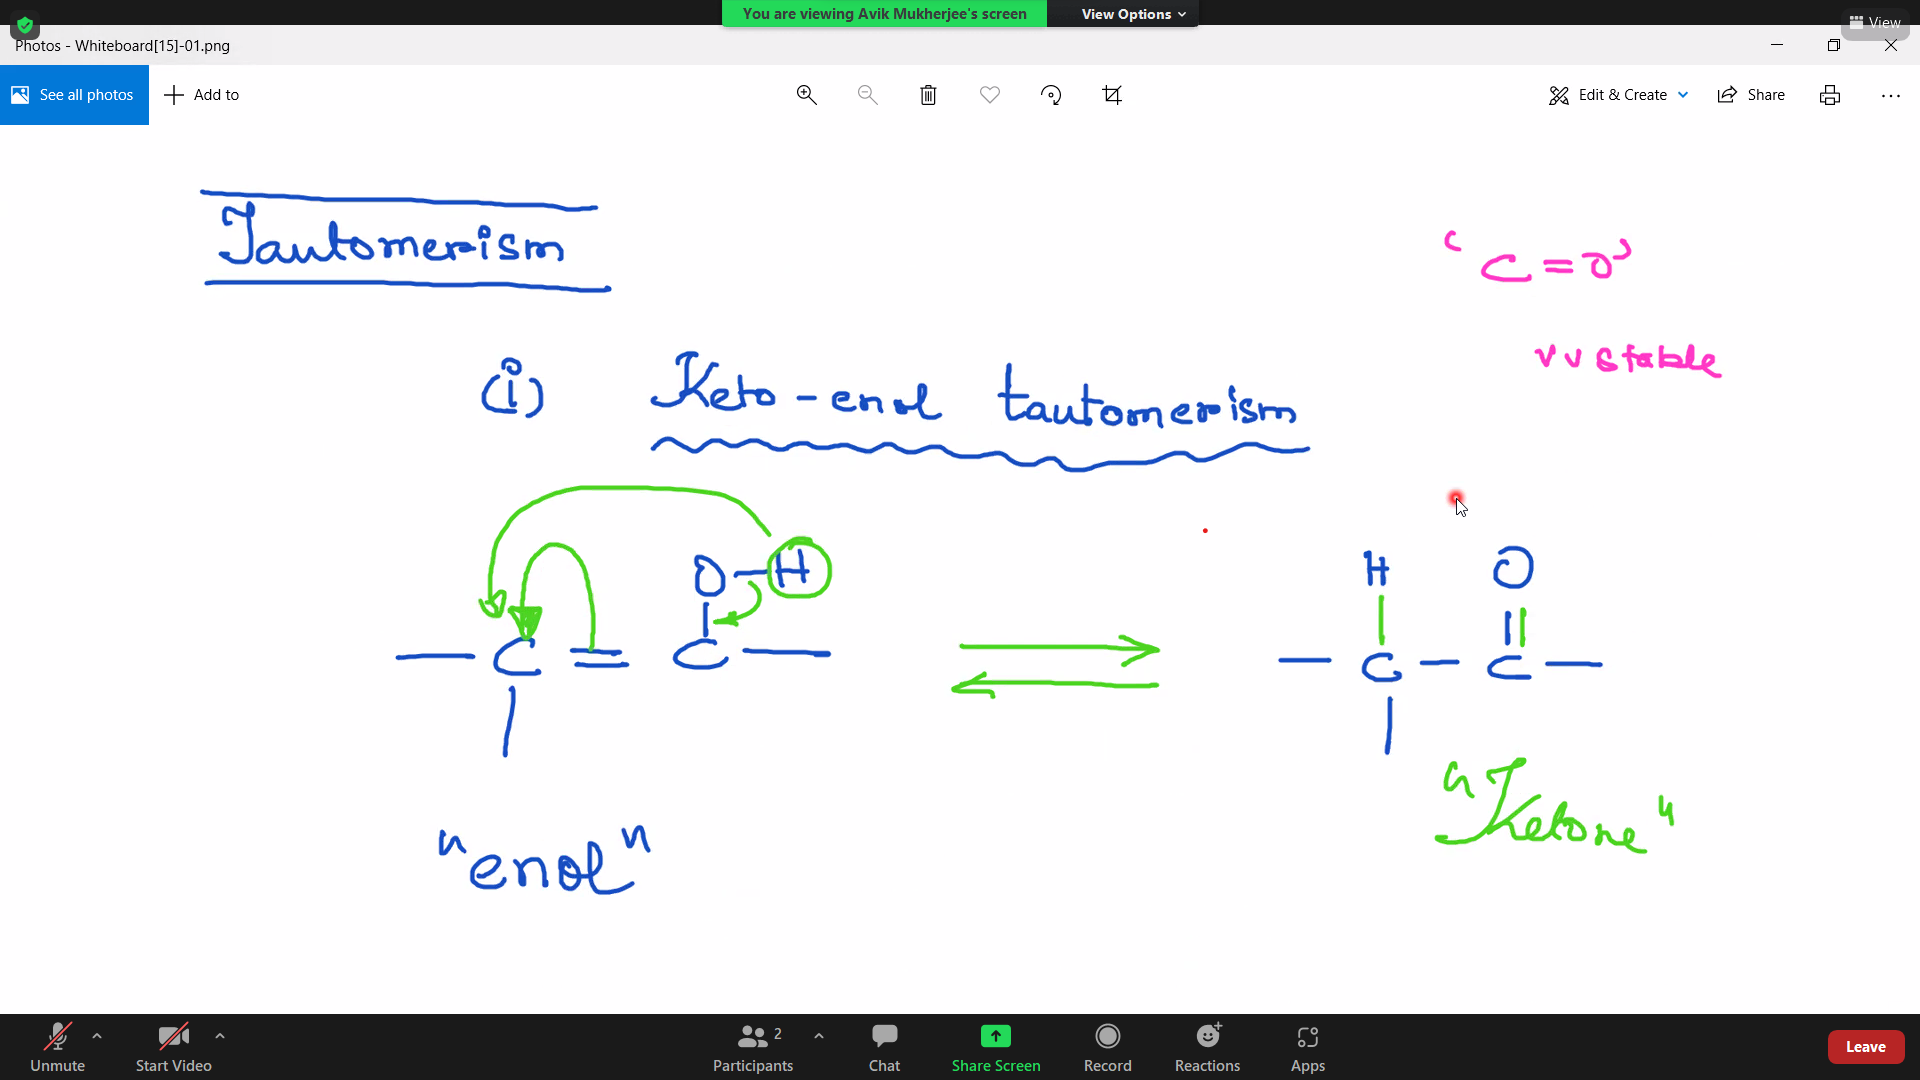 You are viewing Avik Mukherjee's screen
View Options
View
Photos - Whiteboard[15]-01.png
See all photos
Add to
Edit & Create
Share
Tautomerism
C = O
v v stable
(i) Keto - enol tautomerism
O - H
H O
— C = C —
— C — C —
"Ketone"
"enol"
Unmute
Start Video
Participants 2
Chat
Share Screen
Record
Reactions
Apps
Leave